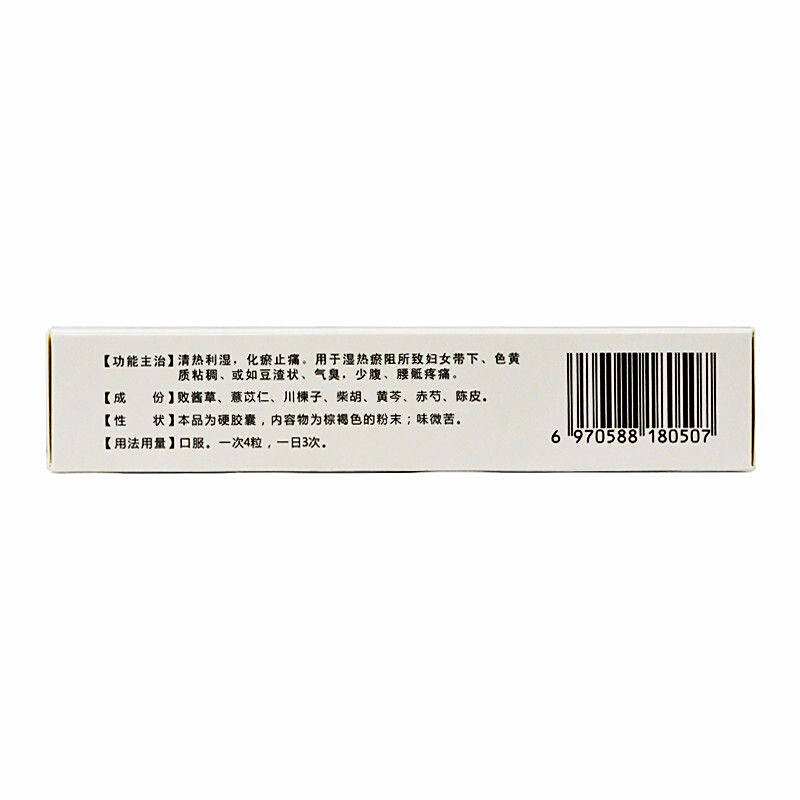 【功能主治】清热利湿，化瘀止痛。用于湿热瘀阻所致妇女带下、色黄
质粘稠、或如豆渣状、气臭，少腹、腰骶疼痛。
【成 份】败酱草、薏苡仁、川楝子、柴胡、黄芩、赤芍、陈皮。
【性 状】本品为硬胶囊，内容物为棕褐色的粉末；味微苦。
【用法用量】口服。一次4粒，一日3次。
6 970588 180507